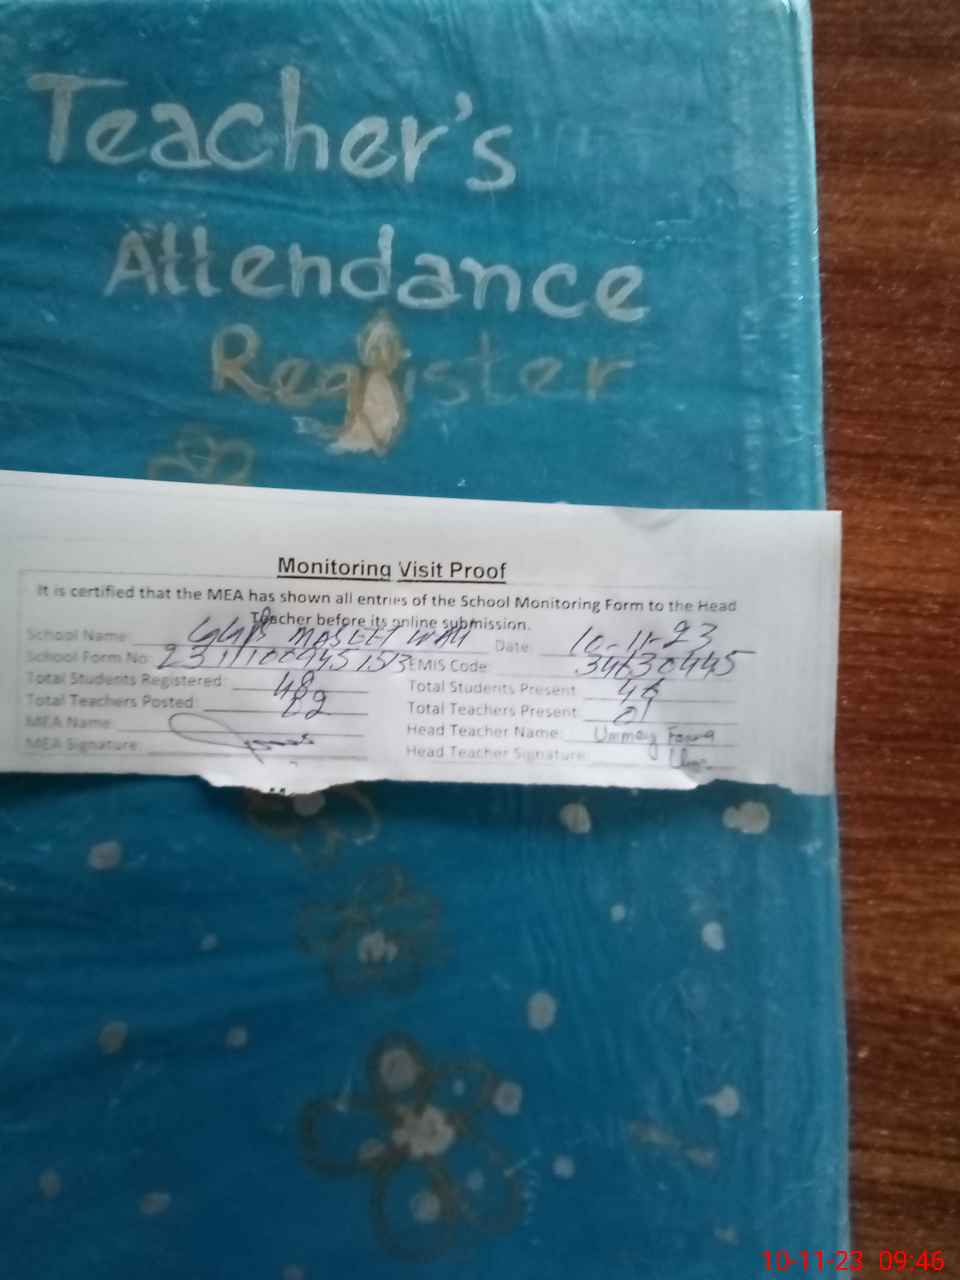 Teacher's
Attendance
Register
Monitoring Visit Proof
It is certified that the MEA has shown all entries of the School Monitoring Form to the Head
Teacher before its online submission.
School Name: GGPS Date: 10-11-23
School Form No: EMIS Code: 34630445
Total Students Registered: 48 Total Students Present
Total Teachers Posted: 02 Total Teachers Present: 01
MEA Name: Head Teacher Name: Ummay
MEA Signature: Head Teacher Signature:
10-11-23 09:46